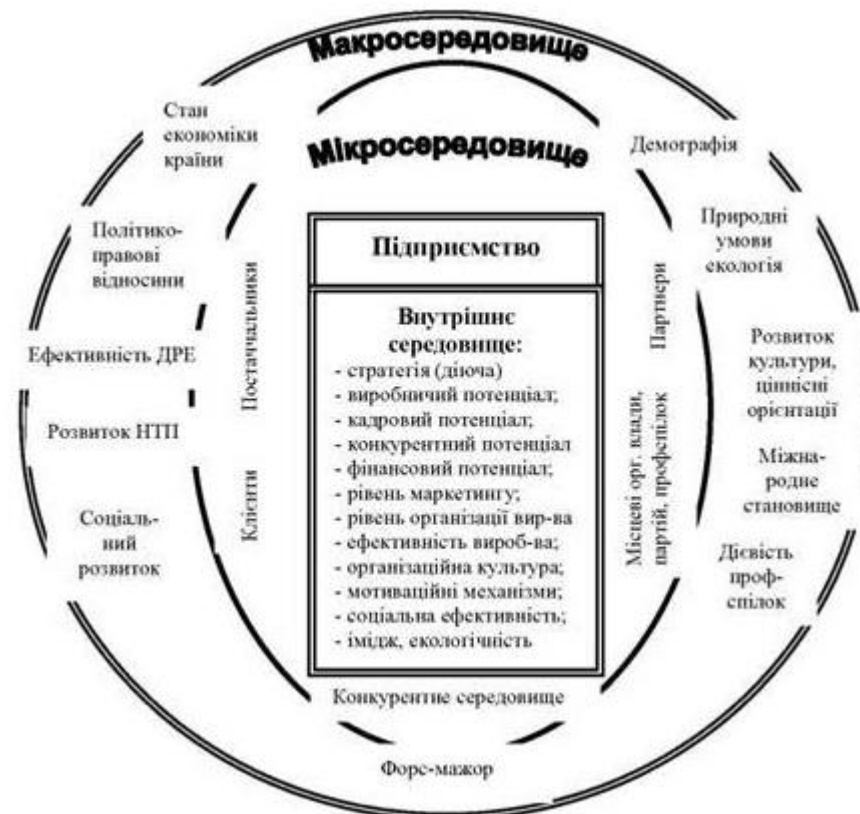 Макросередовище
Стан
економіки
країни
Мікросередовище
Демографія
Політико-
правові
відносини
Природні
умови
екологія
Підприємство
Постаччальники
Партнери
Внутрішнє
середовище:
- стратегія (діюча)
- виробничий потенціал;
- кадровий потенціал;
- конкурентний потенціал
- фінансовий потенціал;
- рівень маркетингу;
- рівень організації вир-ва
- ефективність вироб-ва;
- організаційна культура;
- мотиваційні механізми;
- соціальна ефективність;
- імідж, екологічність
Ефективність ДРЕ
Розвиток НТП
Соціаль-
ний
розвиток
Клієнти
Місцеві орг. влади,
партій, профспілок
Розвиток
культури,
ціннісні
орієнтації
Міжна-
родне
становище
Дієвість
проф-
спілок
Конкурентне середовище
Форс-мажор